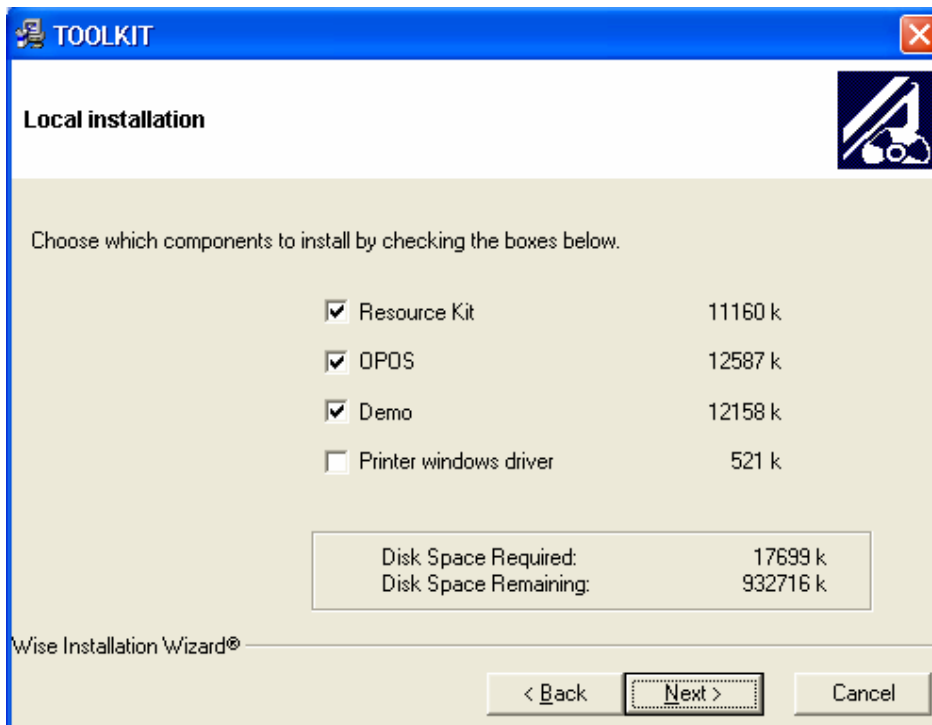 TOOLKIT
Local installation
Choose which components to install by checking the boxes below.
Resource Kit 11160 k
OPOS 12587 k
Demo 12158 k
Printer windows driver 521 k
Disk Space Required: 17699 k
Disk Space Remaining: 932716 k
Wise Installation Wizard®
< Back Next > Cancel